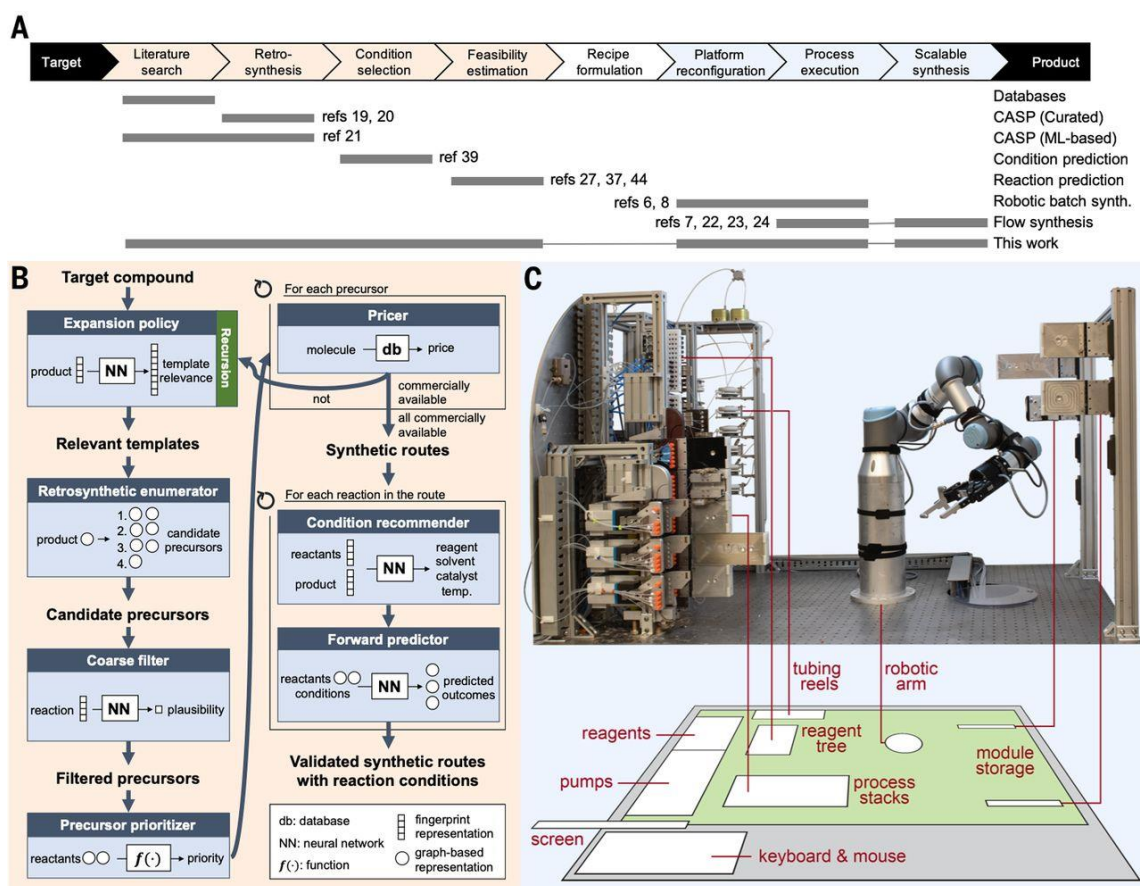 A
Target
Literature
search
Retro-
synthesis
Condition
selection
Feasibility
estimation
Recipe
formulation
Platform
reconfiguration
Process
execution
Scalable
synthesis
Product
Databases
refs 19, 20 CASP (Curated)
ref 21 CASP (ML-based)
ref 39 Condition prediction
refs 27, 37, 44 Reaction prediction
refs 6, 8 Robotic batch synth.
refs 7, 22, 23, 24 Flow synthesis
This work
B
Target compound
Expansion policy
product
NN
template
relevance
Recursion
Relevant templates
Retrosynthetic enumerator
product
1.
2.
3.
4.
candidate
precursors
Candidate precursors
Coarse filter
reaction
NN
plausibility
Filtered precursors
Precursor prioritizer
reactants
f(·)
priority
For each precursor
Pricer
molecule
db
price
not
commercially
available
all commercially
available
Synthetic routes
For each reaction in the route
Condition recommender
reactants
product
NN
reagent
solvent
catalyst
temp.
Forward predictor
reactants
conditions
NN
predicted
outcomes
Validated synthetic routes
with reaction conditions
db: database
NN: neural network
f(·): function
fingerprint
representation
graph-based
representation
C
tubing
reels
robotic
arm
reagents
reagent
tree
module
storage
pumps
process
stacks
screen
keyboard & mouse